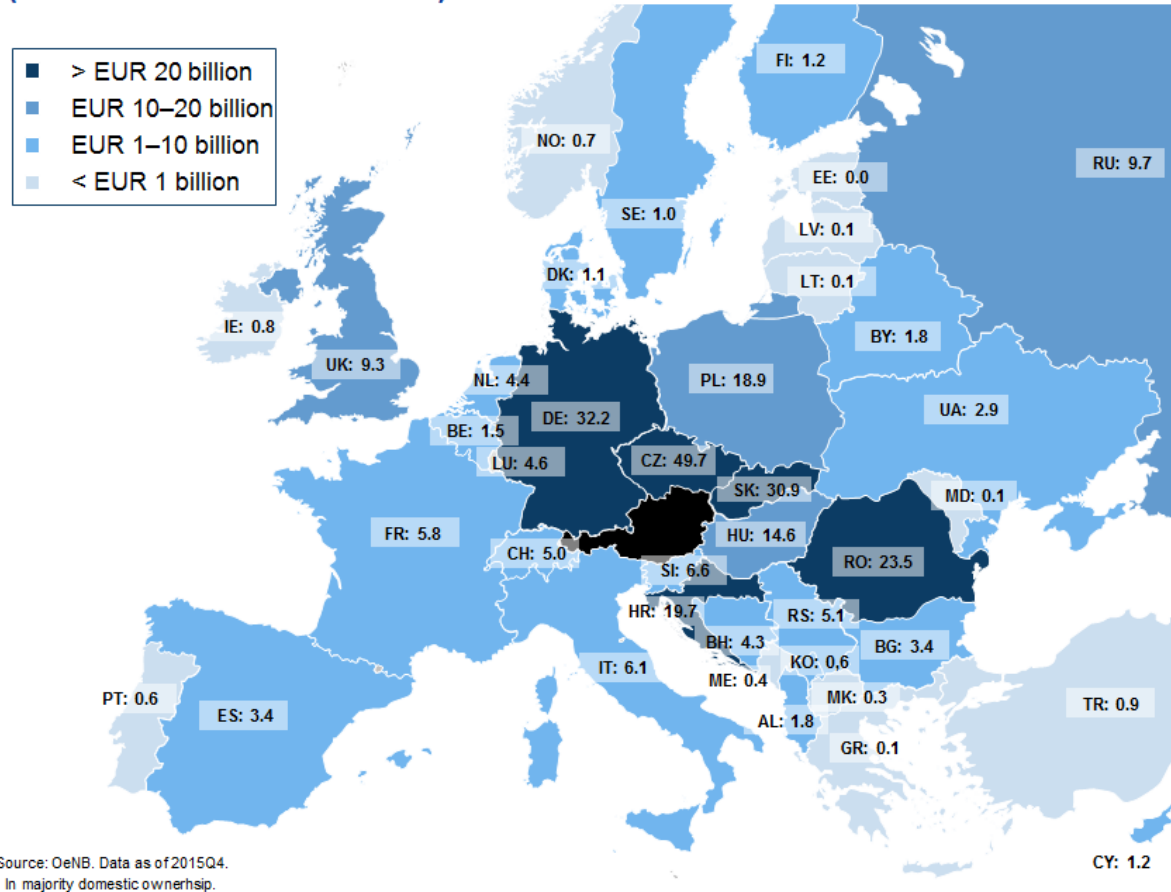 > EUR 20 billion
EUR 10–20 billion
EUR 1–10 billion
< EUR 1 billion
FI: 1.2
NO: 0.7
RU: 9.7
EE: 0.0
SE: 1.0
LV: 0.1
DK: 1.1
LT: 0.1
IE: 0.8
BY: 1.8
UK: 9.3
NL: 4.4
PL: 18.9
DE: 32.2
UA: 2.9
BE: 1.5
LU: 4.6
CZ: 49.7
SK: 30.9
MD: 0.1
FR: 5.8
HU: 14.6
CH: 5.0
RO: 23.5
SI: 6.6
HR: 19.7
RS: 5.1
BH: 4.3
BG: 3.4
IT: 6.1
KO: 0,6
ME: 0.4
PT: 0.6
MK: 0.3
TR: 0.9
ES: 3.4
AL: 1.8
GR: 0.1
CY: 1.2
Source: OeNB. Data as of 2015Q4.
In majority domestic ownerhsip.